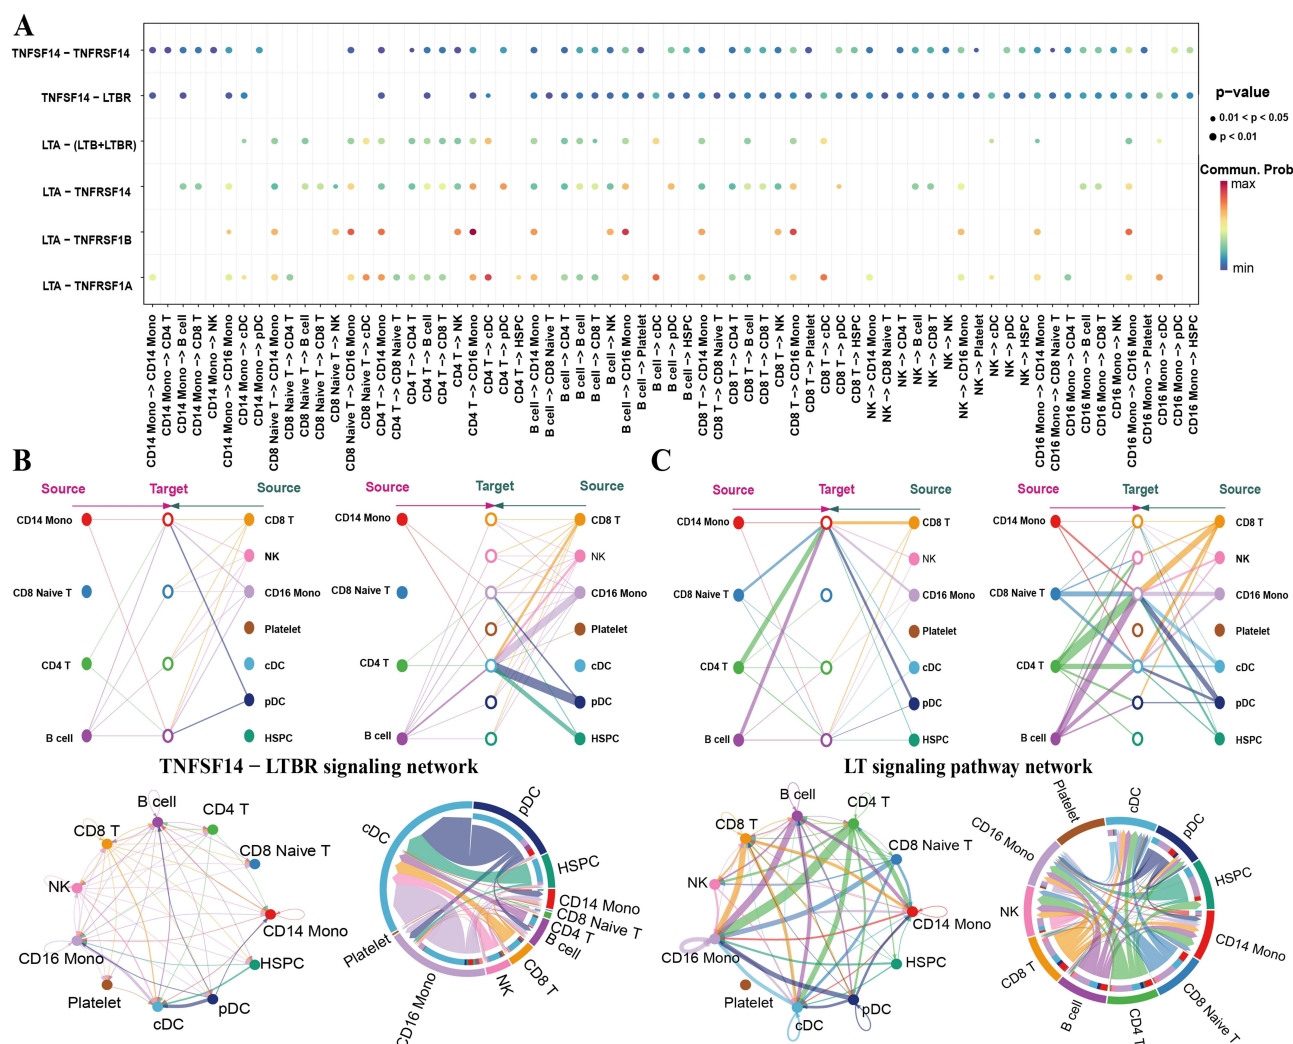 A
TNFSF14 − TNFRSF14
TNFSF14 − LTBR
LTA − (LTB+LTBR)
LTA − TNFRSF14
LTA − TNFRSF1B
LTA − TNFRSF1A
p-value
0.01 < p < 0.05
p < 0.01
Commun. Prob
max
min
CD14 Mono -> CD14 Mono
CD14 Mono -> CD4 T
CD14 Mono -> B cell
CD14 Mono -> CD8 T
CD14 Mono -> NK
CD14 Mono -> CD16 Mono
CD14 Mono -> cDC
CD14 Mono -> pDC
CD8 Naive T -> CD14 Mono
CD8 Naive T -> CD4 T
CD8 Naive T -> B cell
CD8 Naive T -> CD8 T
CD8 Naive T -> NK
CD8 Naive T -> CD16 Mono
CD8 Naive T -> cDC
CD4 T -> CD14 Mono
CD4 T -> CD8 Naive T
CD4 T -> CD4 T
CD4 T -> B cell
CD4 T -> CD8 T
CD4 T -> NK
CD4 T -> CD16 Mono
CD4 T -> cDC
CD4 T -> pDC
CD4 T -> HSPC
B cell -> CD14 Mono
B cell -> CD8 Naive T
B cell -> CD4 T
B cell -> B cell
B cell -> CD8 T
B cell -> NK
B cell -> CD16 Mono
B cell -> Platelet
B cell -> cDC
B cell -> pDC
B cell -> HSPC
CD8 T -> CD14 Mono
CD8 T -> CD8 Naive T
CD8 T -> CD4 T
CD8 T -> B cell
CD8 T -> CD8 T
CD8 T -> NK
CD8 T -> CD16 Mono
CD8 T -> Platelet
CD8 T -> cDC
CD8 T -> pDC
CD8 T -> HSPC
NK -> CD14 Mono
NK -> CD8 Naive T
NK -> CD4 T
NK -> B cell
NK -> CD8 T
NK -> NK
NK -> CD16 Mono
NK -> Platelet
NK -> cDC
NK -> pDC
NK -> HSPC
CD16 Mono -> CD14 Mono
CD16 Mono -> CD8 Naive T
CD16 Mono -> CD4 T
CD16 Mono -> B cell
CD16 Mono -> CD8 T
CD16 Mono -> NK
CD16 Mono -> CD16 Mono
CD16 Mono -> Platelet
CD16 Mono -> cDC
CD16 Mono -> pDC
CD16 Mono -> HSPC
B
Source Target Source
CD14 Mono
CD8 Naive T
CD4 T
B cell
CD8 T
NK
CD16 Mono
Platelet
cDC
pDC
HSPC
Source Target Source
CD14 Mono
CD8 Naive T
CD4 T
B cell
CD8 T
NK
CD16 Mono
Platelet
cDC
pDC
HSPC
TNFSF14 − LTBR signaling network
B cell
CD4 T
CD8 T
CD8 Naive T
NK
CD14 Mono
CD16 Mono
HSPC
Platelet
cDC
pDC
cDC
pDC
HSPC
CD14 Mono
CD8 Naive T
CD4 T
B cell
CD8 T
NK
CD16 Mono
Platelet
C
Source Target Source
CD14 Mono
CD8 Naive T
CD4 T
B cell
CD8 T
NK
CD16 Mono
Platelet
cDC
pDC
HSPC
Source Target Source
CD14 Mono
CD8 Naive T
CD4 T
B cell
CD8 T
NK
CD16 Mono
Platelet
cDC
pDC
HSPC
LT signaling pathway network
B cell
CD4 T
CD8 T
CD8 Naive T
NK
CD14 Mono
CD16 Mono
HSPC
Platelet
cDC
pDC
Platelet
cDC
pDC
HSPC
CD14 Mono
CD8 Naive T
CD4 T
B cell
CD8 T
NK
CD16 Mono